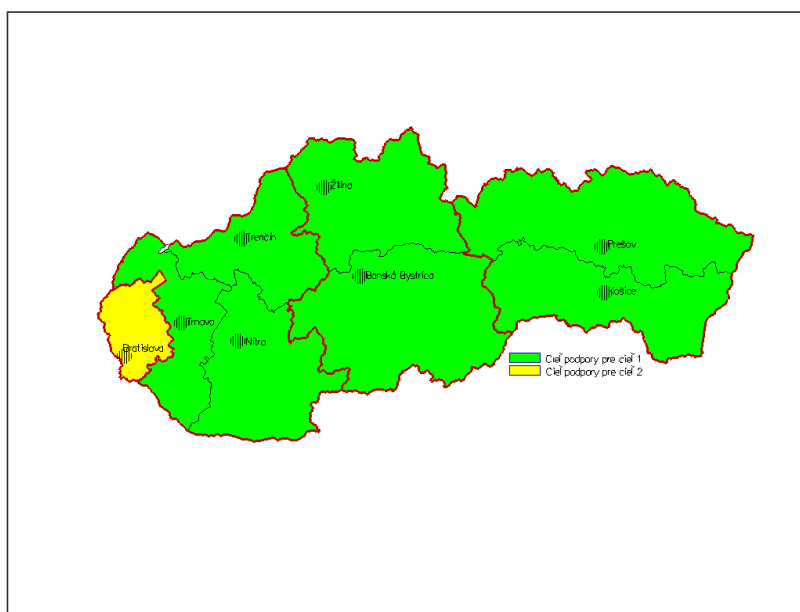 Žilina
Trenčín
Prešov
Banská Bystrica
Košice
Trnava
Nitra
Bratislava
Cieľ podpory pre cieľ 1
Cieľ podpory pre cieľ 2